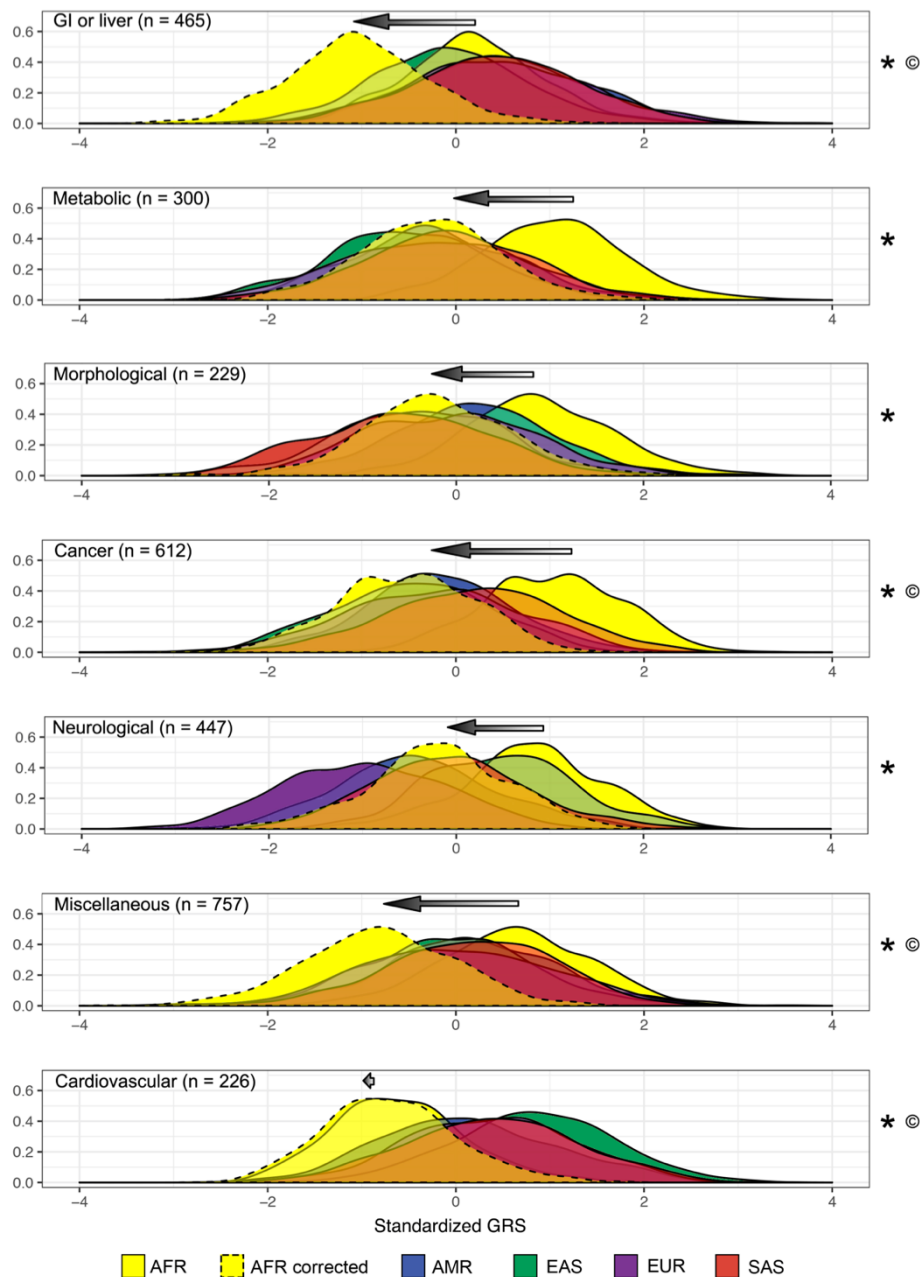 GI or liver (n = 465)
0.6
0.4
0.2
0.0
* ©
−4 −2 0 2 4
Metabolic (n = 300)
0.6
0.4
0.2
0.0
*
−4 −2 0 2 4
Morphological (n = 229)
0.6
0.4
0.2
0.0
*
−4 −2 0 2 4
Cancer (n = 612)
0.6
0.4
0.2
0.0
* ©
−4 −2 0 2 4
Neurological (n = 447)
0.6
0.4
0.2
0.0
*
−4 −2 0 2 4
Miscellaneous (n = 757)
0.6
0.4
0.2
0.0
* ©
−4 −2 0 2 4
Cardiovascular (n = 226)
0.6
0.4
0.2
0.0
* ©
−4 −2 0 2 4
Standardized GRS
AFR AFR corrected AMR EAS EUR SAS